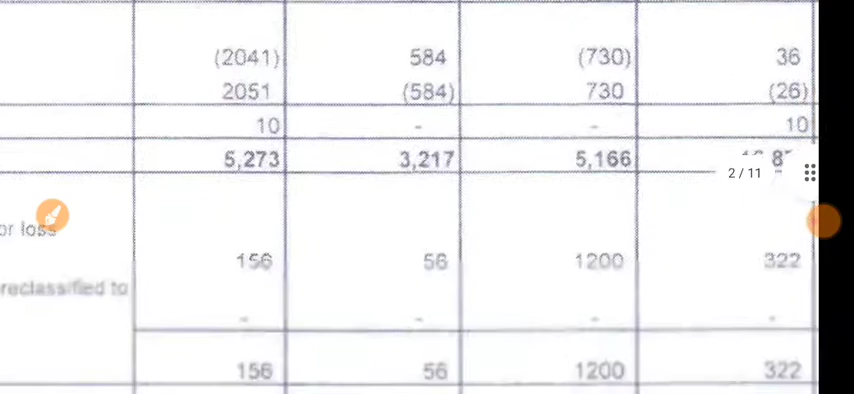 (2041) 584 (730) 36
2051 (584) 730 (26)
10 - - 10
5,273 3,217 5,166
2 / 11
or loss
156 56 1200 322
reclassified to
- - - -
156 56 1200 322